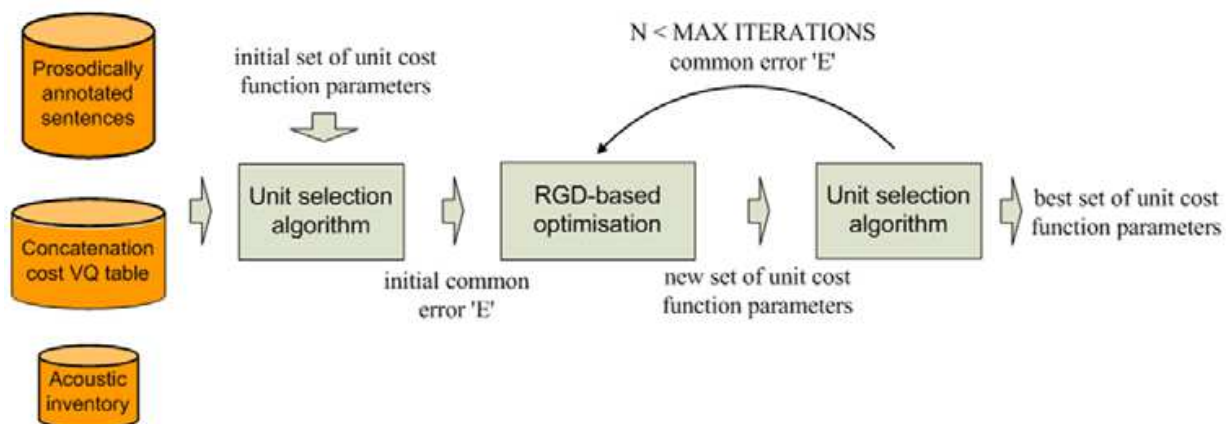 Prosodically
annotated
sentences
Concatenation
cost VQ table
Acoustic
inventory
initial set of unit cost
function parameters
Unit selection
algorithm
initial common
error 'E'
RGD-based
optimisation
N < MAX ITERATIONS
common error 'E'
new set of unit cost
function parameters
Unit selection
algorithm
best set of unit cost
function parameters